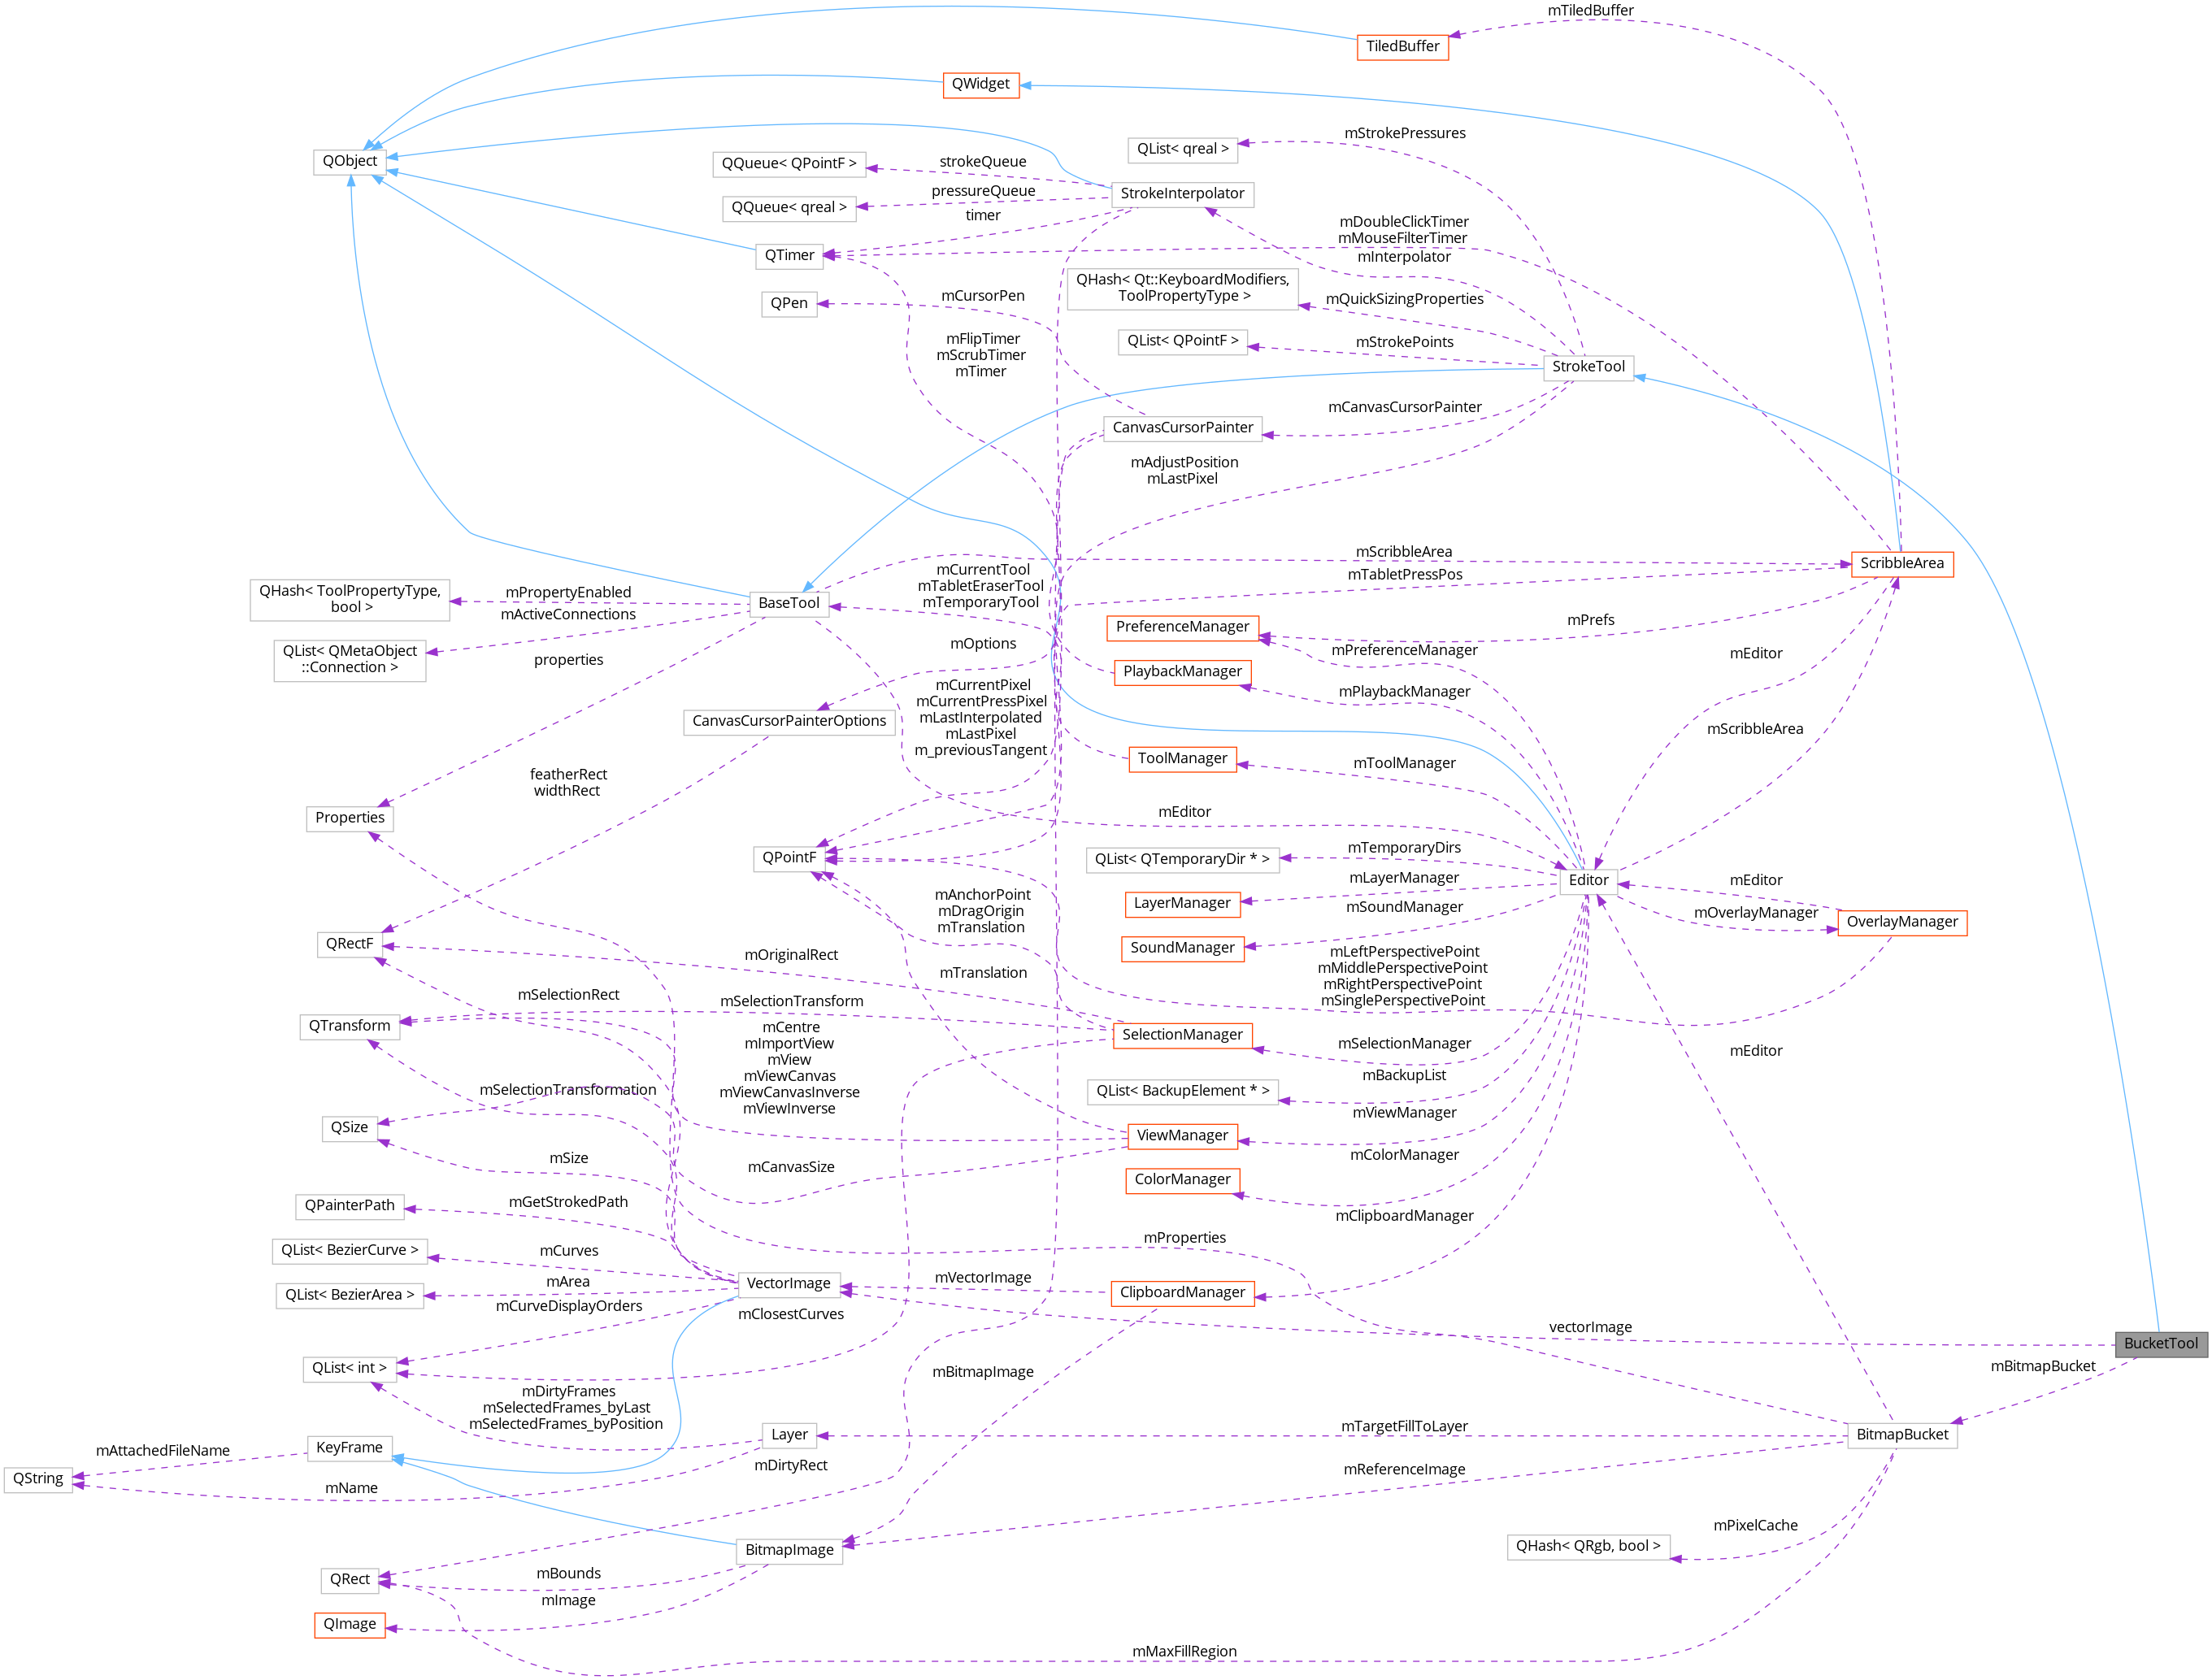 mTiledBuffer
TiledBuffer
QWidget
mStrokePressures
QList< qreal >
QObject
QQueue< QPointF >
strokeQueue
StrokeInterpolator
pressureQueue
QQueue< qreal >
timer
mDoubleClickTimer
mMouseFilterTimer
QTimer
mInterpolator
QHash< Qt::KeyboardModifiers,
ToolPropertyType >
mCursorPen
QPen
mQuickSizingProperties
mFlipTimer
mScrubTimer
mTimer
QList< QPointF >
mStrokePoints
StrokeTool
mCanvasCursorPainter
CanvasCursorPainter
mAdjustPosition
mLastPixel
mScribbleArea
ScribbleArea
mCurrentTool
mTabletEraserTool
mTemporaryTool
mTabletPressPos
QHash< ToolPropertyType,
bool >
mPropertyEnabled
BaseTool
mActiveConnections
PreferenceManager
mPrefs
QList< QMetaObject
::Connection >
properties
mOptions
mPreferenceManager
mEditor
PlaybackManager
mPlaybackManager
mCurrentPixel
mCurrentPressPixel
mLastInterpolated
mLastPixel
m_previousTangent
CanvasCursorPainterOptions
mScribbleArea
ToolManager
mToolManager
featherRect
widthRect
Properties
mEditor
QPointF
QList< QTemporaryDir * >
mTemporaryDirs
Editor
mLayerManager
mEditor
LayerManager
mAnchorPoint
mDragOrigin
mTranslation
mSoundManager
mOverlayManager
OverlayManager
QRectF
SoundManager
mOriginalRect
mLeftPerspectivePoint
mMiddlePerspectivePoint
mRightPerspectivePoint
mSinglePerspectivePoint
mTranslation
mSelectionRect
mSelectionTransform
QTransform
SelectionManager
mCentre
mImportView
mView
mViewCanvas
mViewCanvasInverse
mViewInverse
mSelectionManager
mEditor
mSelectionTransformation
QList< BackupElement * >
mBackupList
QSize
ViewManager
mViewManager
mSize
mCanvasSize
mColorManager
ColorManager
QPainterPath
mGetStrokedPath
mProperties
mClipboardManager
QList< BezierCurve >
mCurves
VectorImage
mVectorImage
ClipboardManager
QList< BezierArea >
mArea
mCurveDisplayOrders
mClosestCurves
vectorImage
BucketTool
QList< int >
mBitmapImage
mBitmapBucket
mDirtyFrames
mSelectedFrames_byLast
mSelectedFrames_byPosition
Layer
mTargetFillToLayer
BitmapBucket
KeyFrame
mAttachedFileName
QString
mName
mDirtyRect
mReferenceImage
mPixelCache
QHash< QRgb, bool >
BitmapImage
QRect
mBounds
mImage
QImage
mMaxFillRegion